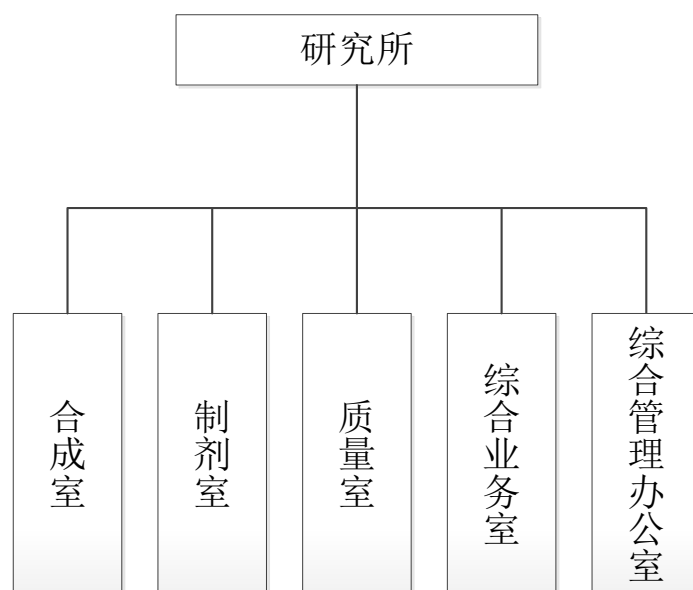 研究所
合成室
制剂室
质量室
综合业务室
综合管理办公室